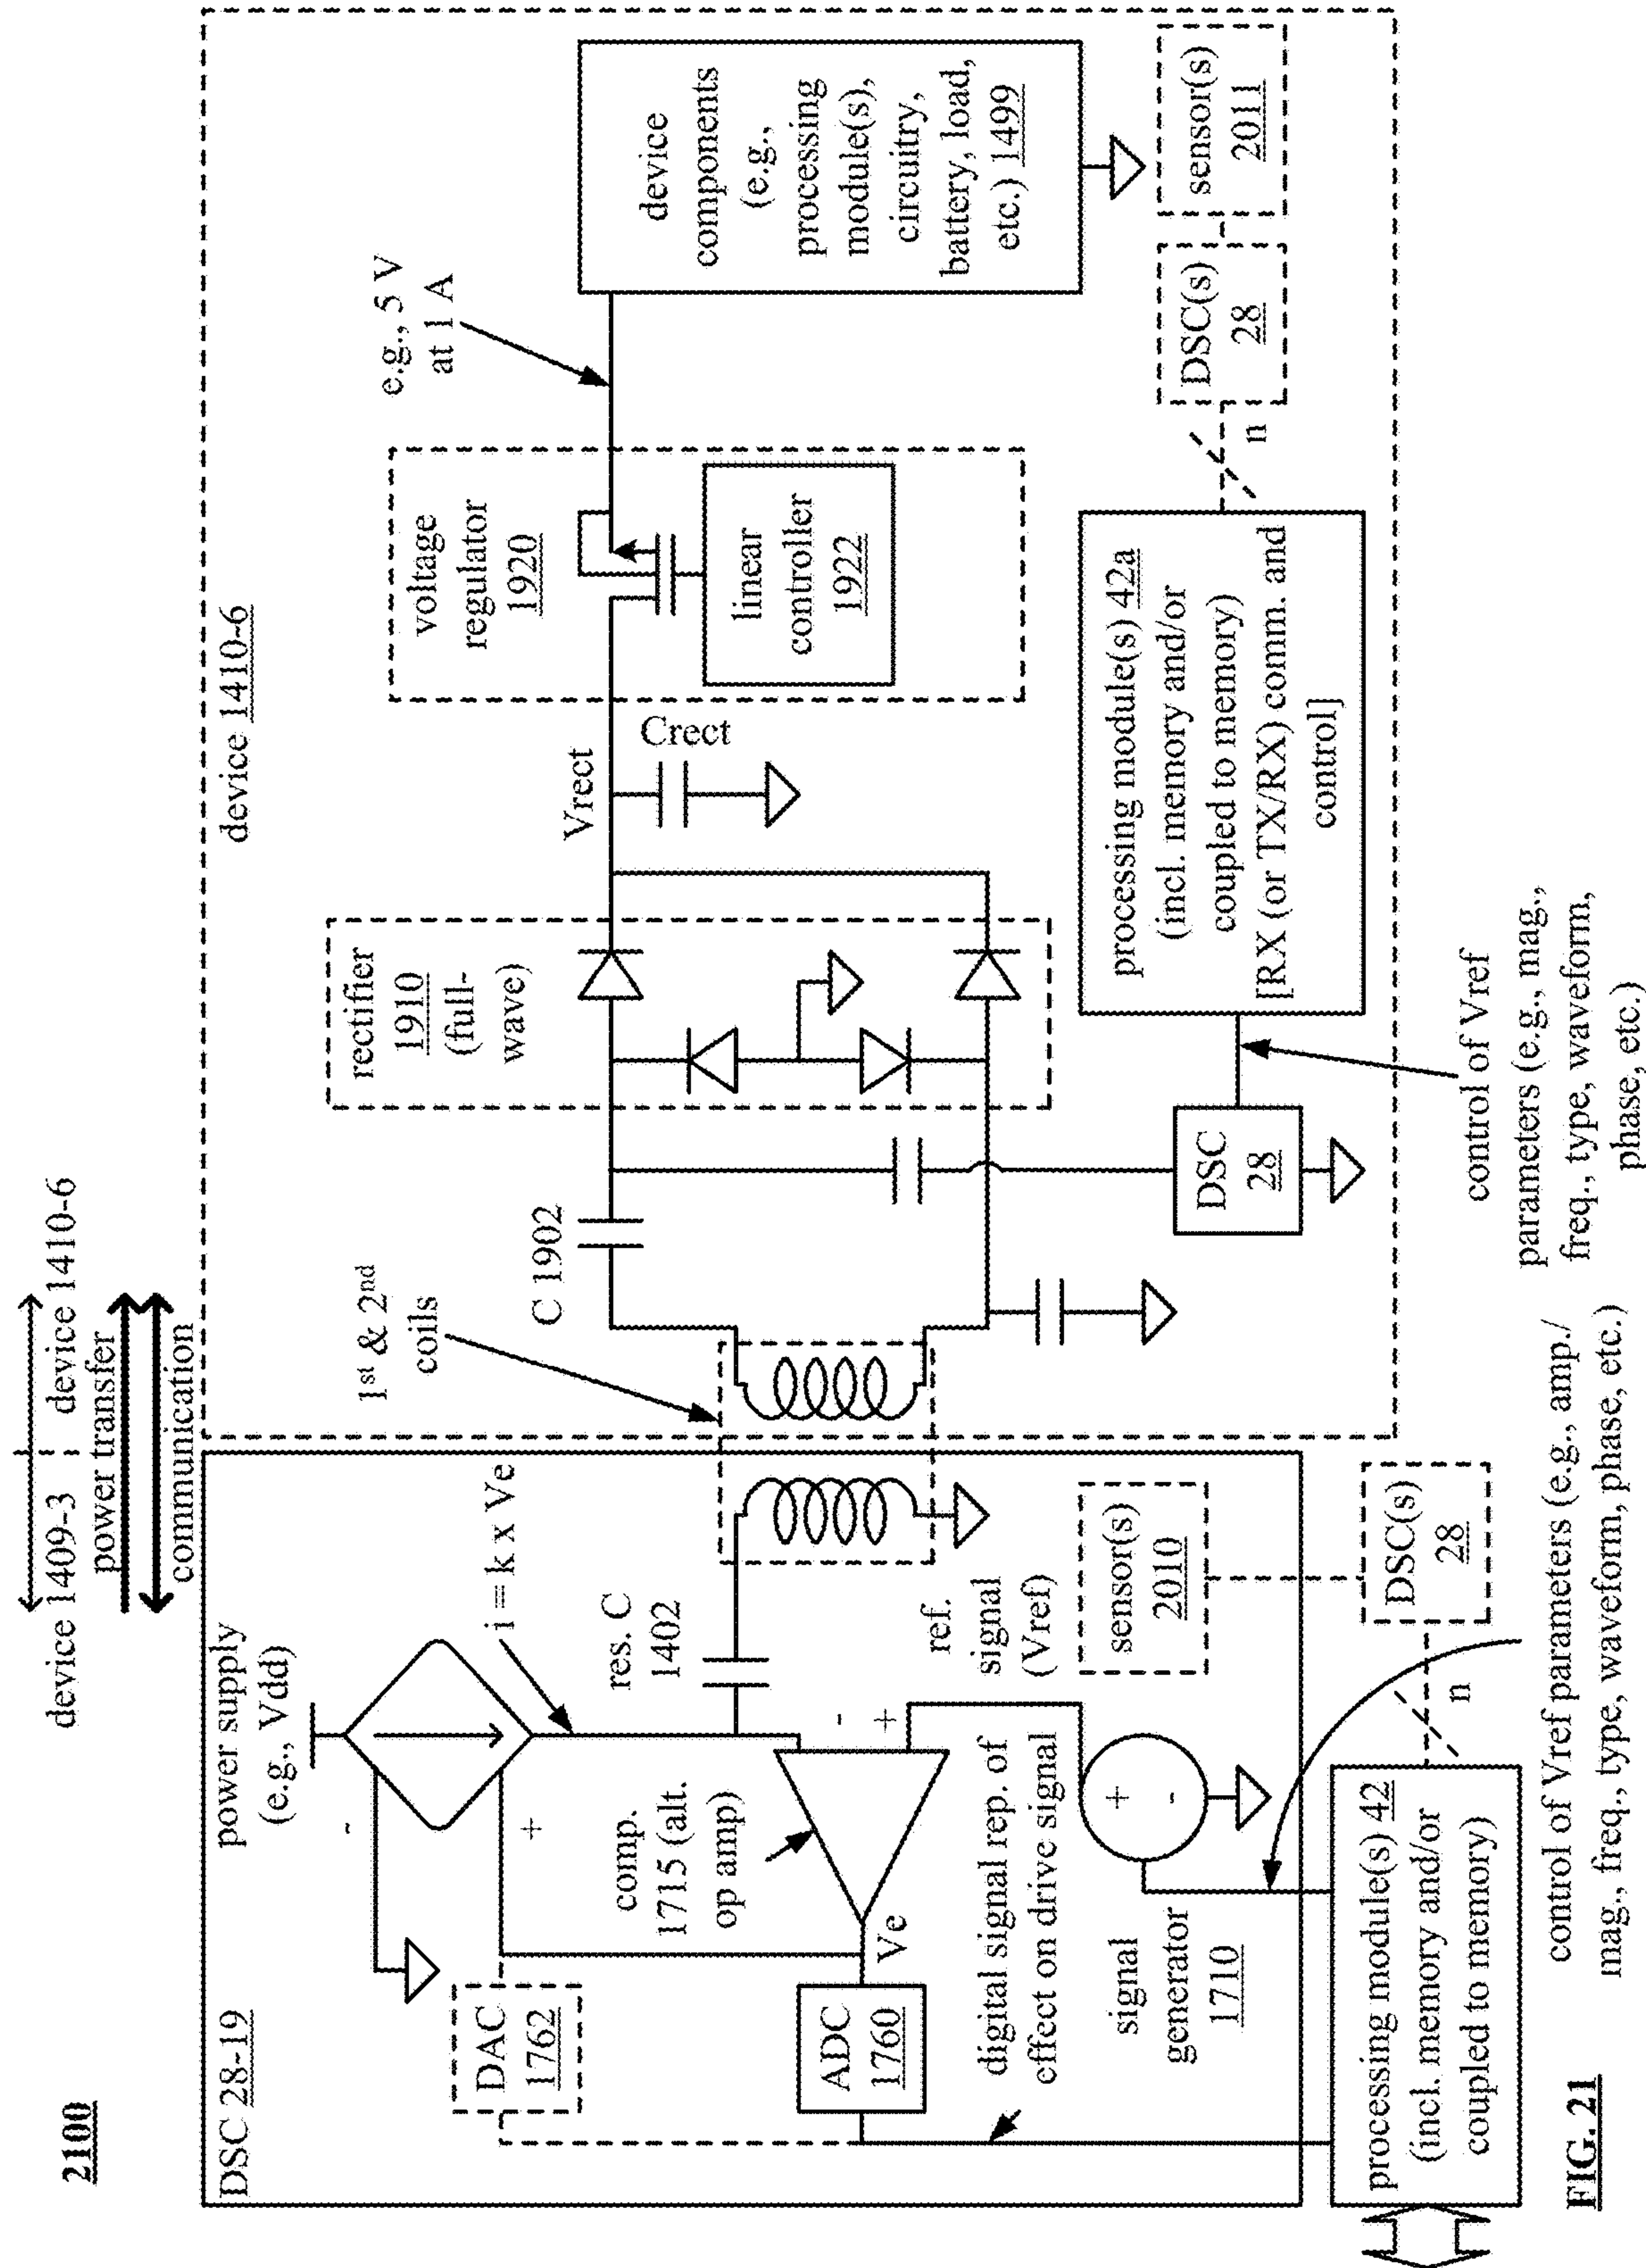 2100
device 1409-3
device 1410-6
power transfer
communication
DSC 28-19
power supply
(e.g., Vdd)
-
+
i = k x Ve
DAC
1762
comp.
1715 (alt.
op amp)
-
+
res. C
1402
Ve
ADC
1760
ref.
signal
(Vref)
digital signal rep. of
effect on drive signal
signal
generator
1710
+
-
sensor(s)
2010
DSC(s)
28
n
processing module(s) 42
(incl. memory and/or
coupled to memory)
control of Vref parameters (e.g., amp./
mag., freq., type, waveform, phase, etc.)
device 1410-6
1st & 2nd
coils
C 1902
rectifier
1910
(full-
wave)
Vrect
Crect
voltage
regulator
1920
linear
controller
1922
e.g., 5 V
at 1 A
device
components
(e.g.,
processing
module(s),
circuitry,
battery, load,
etc.) 1499
DSC
28
processing module(s) 42a
(incl. memory and/or
coupled to memory)
[RX (or TX/RX) comm. and
control]
n
DSC(s)
28
sensor(s)
2011
control of Vref
parameters (e.g., mag.,
freq., type, waveform,
phase, etc.)
FIG. 21